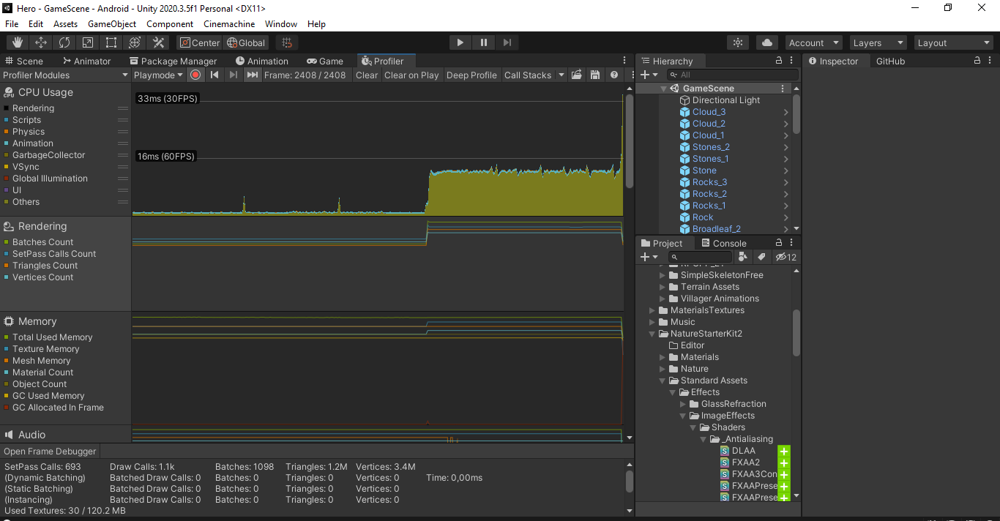 Hero - GameScene - Android - Unity 2020.3.5f1 Personal <DX11>
File Edit Assets GameObject Component Cinemachine Window Help
Center Global Account Layers Layout
Scene Animator Package Manager Animation Game Profiler
Profiler Modules Playmode Frame: 2408 / 2408 Clear Clear on Play Deep Profile Call Stacks
CPU Usage
Rendering
Scripts
Physics
Animation
GarbageCollector
VSync
Global Illumination
UI
Others
33ms (30FPS)
16ms (60FPS)
Rendering
Batches Count
SetPass Calls Count
Triangles Count
Vertices Count
Memory
Total Used Memory
Texture Memory
Mesh Memory
Material Count
Object Count
GC Used Memory
GC Allocated In Frame
Audio
Open Frame Debugger
SetPass Calls: 693 Draw Calls: 1.1k Batches: 1098 Triangles: 1.2M Vertices: 3.4M
(Dynamic Batching) Batched Draw Calls: 0 Batches: 0 Triangles: 0 Vertices: 0 Time: 0,00ms
(Static Batching) Batched Draw Calls: 0 Batches: 0 Triangles: 0 Vertices: 0
(Instancing) Batched Draw Calls: 0 Batches: 0 Triangles: 0 Vertices: 0
Used Textures: 30 / 120.2 MB
Hierarchy
All
GameScene
Directional Light
Cloud_3
Cloud_2
Cloud_1
Stones_2
Stones_1
Stone
Rocks_3
Rocks_2
Rocks_1
Rock
Broadleaf_2
Project Console
12
SimpleSkeletonFree
Terrain Assets
Villager Animations
MaterialsTextures
Music
NatureStarterKit2
Editor
Materials
Nature
Standard Assets
Effects
GlassRefraction
ImageEffects
Shaders
_Antialiasing
DLAA
FXAA2
FXAA3Con
FXAAPrese
FXAAPrese
Inspector GitHub